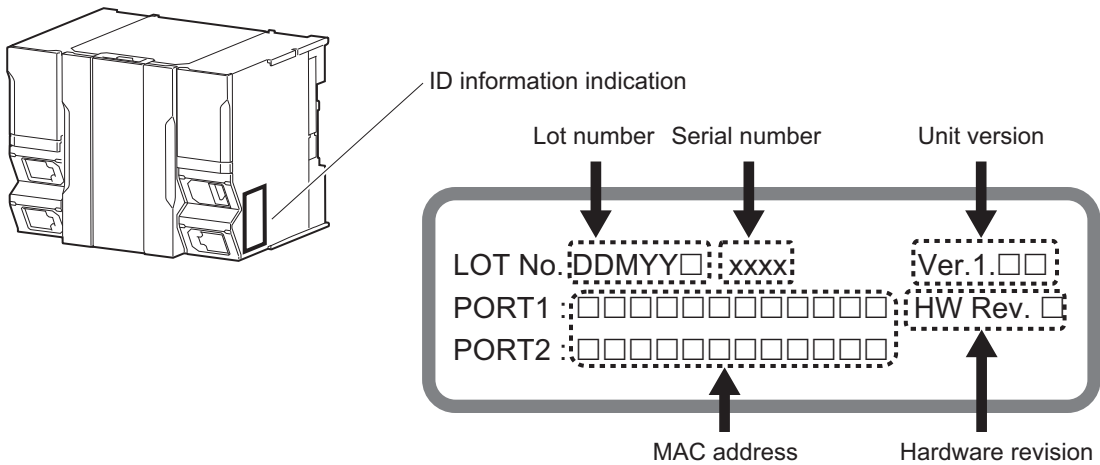 ID information indication
Lot number Serial number Unit version
LOT No. DDMYY□ xxxx Ver.1.□□
PORT1 : □□□□□□□□□□□□ HW Rev. □
PORT2 : □□□□□□□□□□□□
MAC address Hardware revision